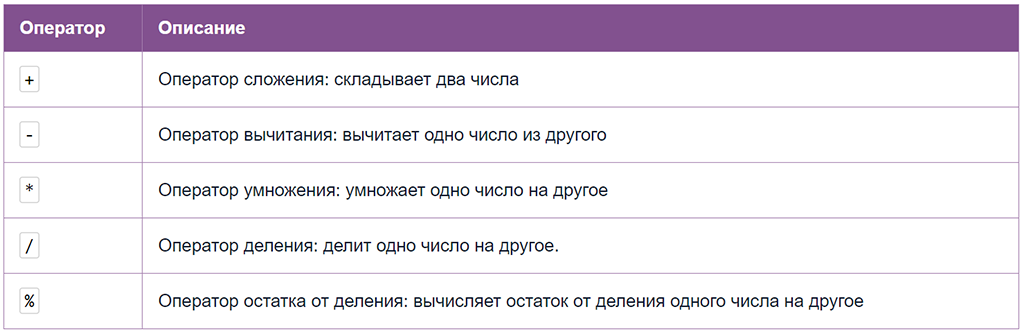 Оператор Описание
+ Оператор сложения: складывает два числа
- Оператор вычитания: вычитает одно число из другого
* Оператор умножения: умножает одно число на другое
/ Оператор деления: делит одно число на другое.
% Оператор остатка от деления: вычисляет остаток от деления одного числа на другое